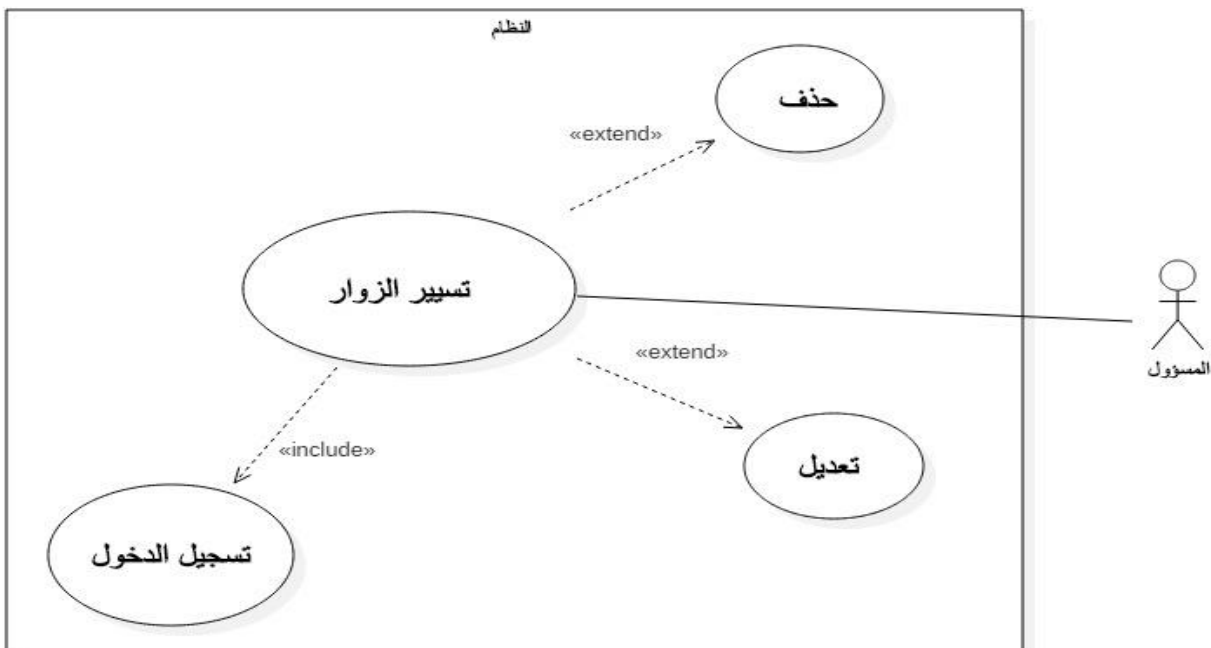 النظام
حذف
«extend»
تسيير الزوار
المسؤول
«extend»
تعديل
«include»
تسجيل الدخول